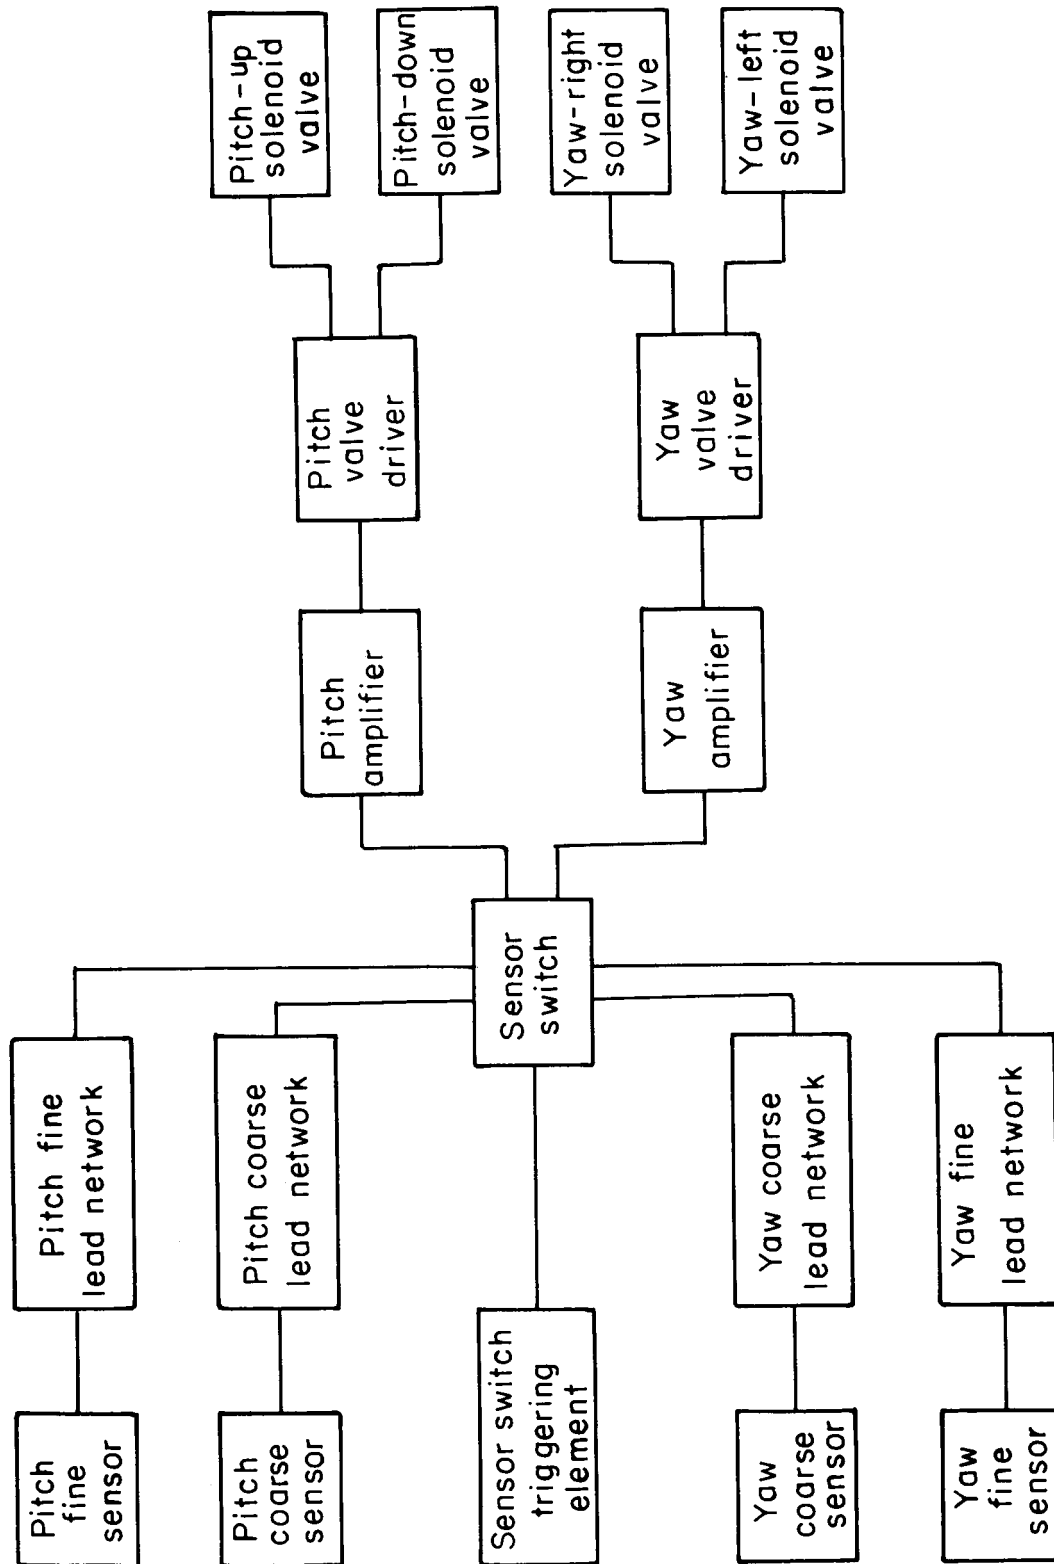 Pitch
fine
sensor
Pitch fine
lead network
Pitch
coarse
sensor
Pitch coarse
lead network
Sensor switch
triggering
element
Sensor
switch
Yaw
coarse
sensor
Yaw coarse
lead network
Yaw
fine
sensor
Yaw fine
lead network
Pitch
amplifier
Pitch
valve
driver
Pitch-up
solenoid
valve
Pitch-down
solenoid
valve
Yaw
amplifier
Yaw
valve
driver
Yaw-right
solenoid
valve
Yaw-left
solenoid
valve